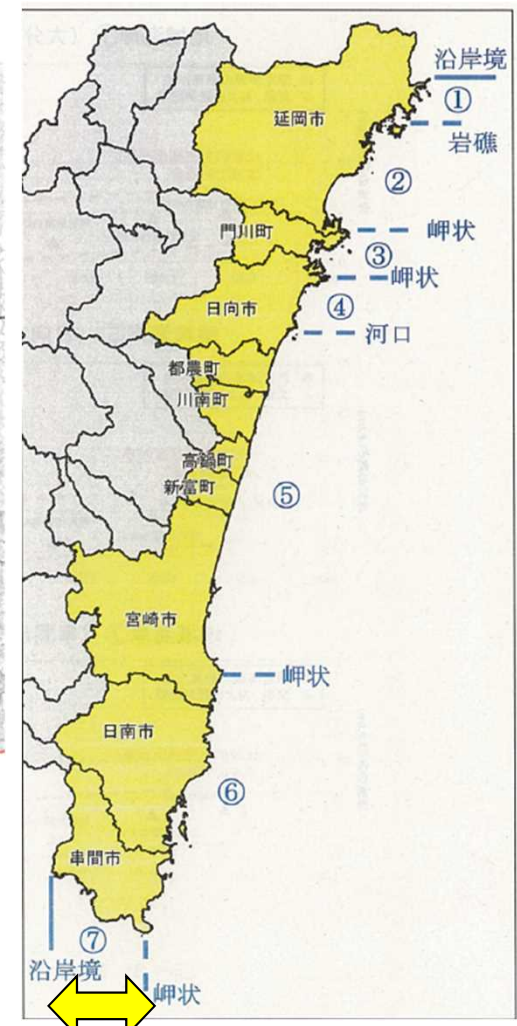 沿岸境
①
延岡市
岩礁
②
門川町
岬状
③
岬状
日向市
④
河口
都農町
川南町
高鍋町
新富町
⑤
宮崎市
岬状
日南市
⑥
串間市
⑦
沿岸境
岬状